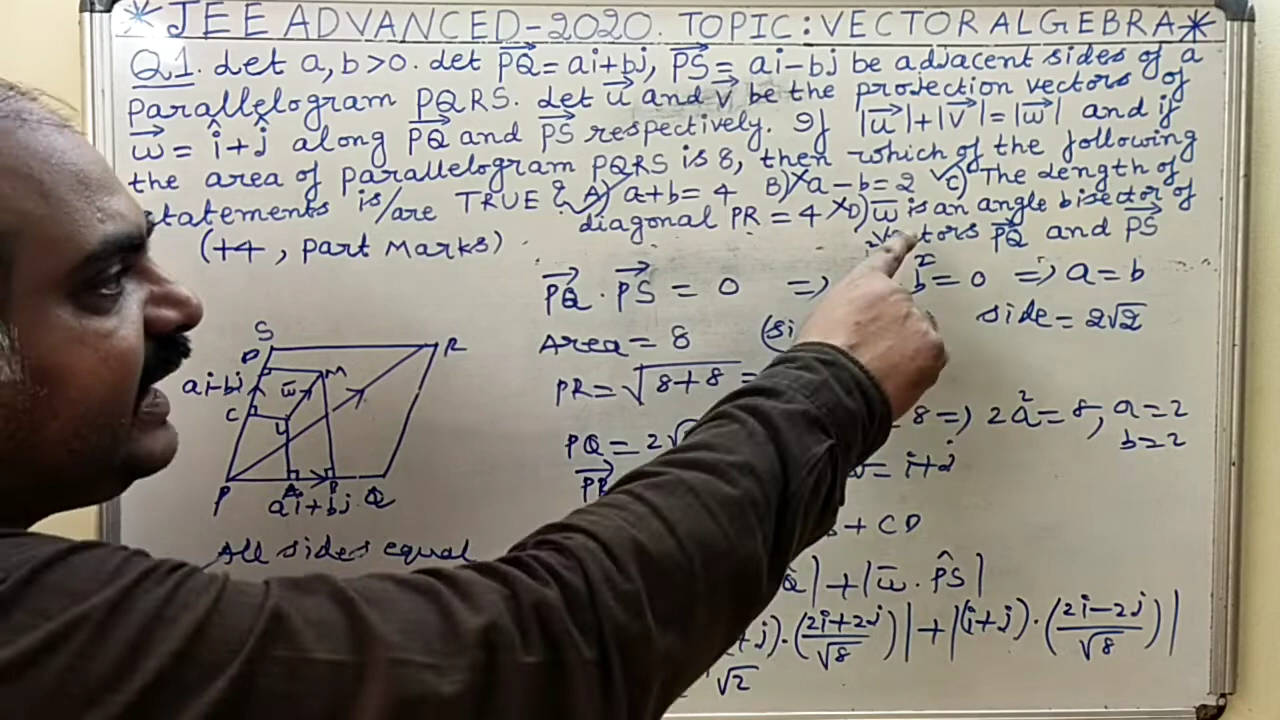 *JEE ADVANCED-2020. TOPIC: VECTOR ALGEBRA*
Q1. Let a, b > 0. Let PQ = ai+bj, PS = ai-bj be adjacent sides of a
parallelogram PQRS. Let u and v be the projection vectors of
w = i+j along PQ and PS respectively. If |u|+|v|=|w| and if
the area of parallelogram PQRS is 8, then which of the following
statements is/are TRUE? A) a+b=4 B) a-b=2 C) The length of
diagonal PR = 4 D) w is an angle bisector of
(+4, part Marks) PQ and PS
PQ . PS = 0 => b² = 0 => a = b
Area = 8 side = 2√2
PR = √8+8 =
PQ = 8 => 2a² = 8, a = 2
b = 2
PR = i+j
+ CD
| + |w . PS|
j) . (2i+2j/√8)| + |(i+j) . (2i-2j/√8)|
√2
S
R
D
M
ai-bj
w
C
L
P
A
B
Q
ai+bj
All sides equal